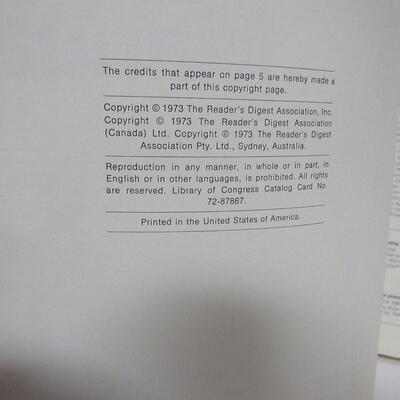 The credits that appear on page 5 are hereby made a
part of this copyright page.
Copyright © 1973 The Reader's Digest Association, Inc.
Copyright © 1973 The Reader's Digest Association
(Canada) Ltd. Copyright © 1973 The Reader's Digest
Association Pty. Ltd., Sydney, Australia.
Reproduction in any manner, in whole or in part, in
English or in other languages, is prohibited. All rights
are reserved. Library of Congress Catalog Card No.
72-87867.
Printed in the United States of America.